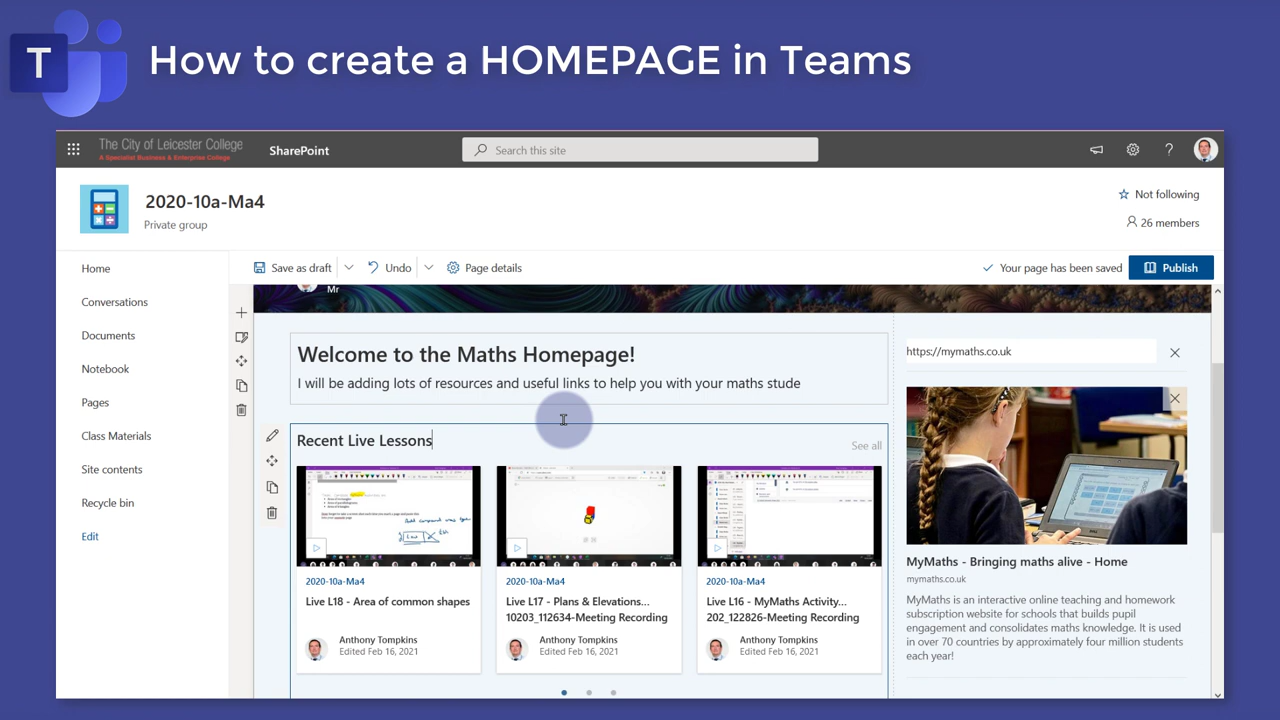 T
How to create a HOMEPAGE in Teams
The City of Leicester College
A Specialist Business & Enterprise College
SharePoint
Search this site
?
2020-10a-Ma4
Private group
Not following
26 members
Home
Conversations
Documents
Notebook
Pages
Class Materials
Site contents
Recycle bin
Edit
Save as draft
Undo
Page details
Your page has been saved
Publish
Mr
Welcome to the Maths Homepage!
I will be adding lots of resources and useful links to help you with your maths stude
Recent Live Lessons
See all
2020-10a-Ma4
Live L18 - Area of common shapes
Anthony Tompkins
Edited Feb 16, 2021
2020-10a-Ma4
Live L17 - Plans & Elevations...
10203_112634-Meeting Recording
Anthony Tompkins
Edited Feb 16, 2021
2020-10a-Ma4
Live L16 - MyMaths Activity...
202_122826-Meeting Recording
Anthony Tompkins
Edited Feb 16, 2021
https://mymaths.co.uk
MyMaths - Bringing maths alive - Home
mymaths.co.uk
MyMaths is an interactive online teaching and homework
subscription website for schools that builds pupil
engagement and consolidates maths knowledge. It is used
in over 70 countries by approximately four million students
each year!